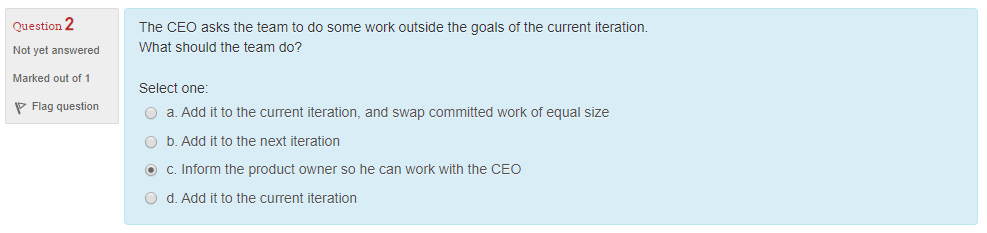 Question 2
Not yet answered
Marked out of 1
Flag question
The CEO asks the team to do some work outside the goals of the current iteration.
What should the team do?
Select one:
a. Add it to the current iteration, and swap committed work of equal size
b. Add it to the next iteration
c. Inform the product owner so he can work with the CEO
d. Add it to the current iteration